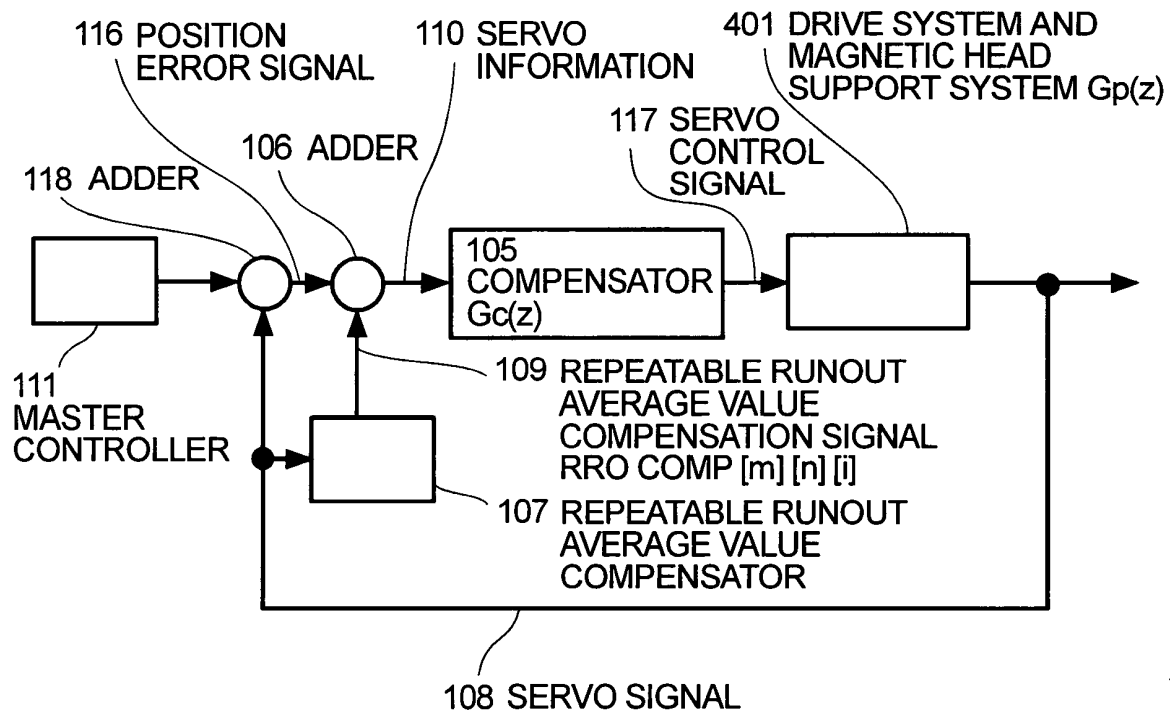 116 POSITION
ERROR SIGNAL
110 SERVO
INFORMATION
401 DRIVE SYSTEM AND
MAGNETIC HEAD
SUPPORT SYSTEM Gp(z)
106 ADDER
117 SERVO
CONTROL
SIGNAL
118 ADDER
105
COMPENSATOR
Gc(z)
111
MASTER
CONTROLLER
109 REPEATABLE RUNOUT
AVERAGE VALUE
COMPENSATION SIGNAL
RRO COMP [m] [n] [i]
107 REPEATABLE RUNOUT
AVERAGE VALUE
COMPENSATOR
108 SERVO SIGNAL